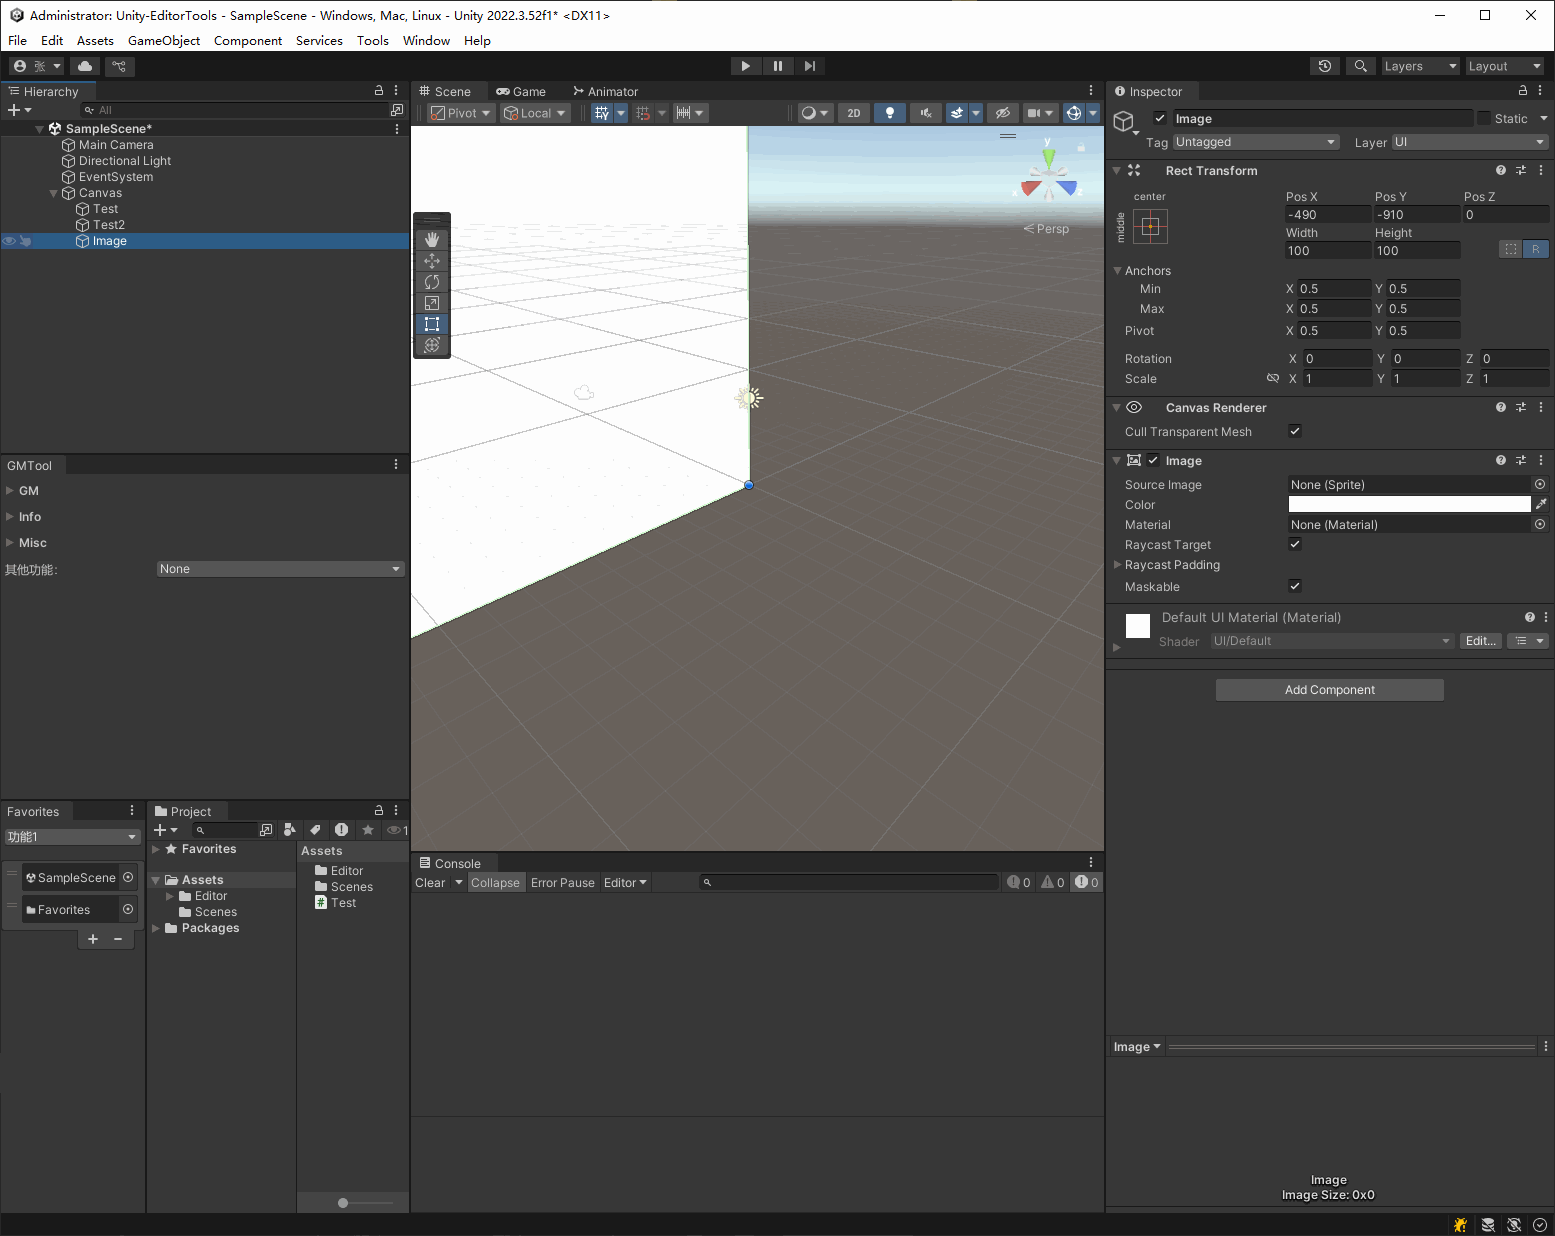 Administrator: Unity-EditorTools - SampleScene - Windows, Mac, Linux - Unity 2022.3.52f1* <DX11>
File Edit Assets GameObject Component Services Tools Window Help
Layers Layout
Hierarchy
All
SampleScene*
Main Camera
Directional Light
EventSystem
Canvas
Test
Test2
Image
GMTool
GM
Info
Misc
其他功能: None
Favorites
功能1
SampleScene
Favorites
Project
1
Favorites
Assets
Editor
Scenes
Packages
Assets
Editor
Scenes
Test
Scene Game Animator
Pivot Local 2D
y
x z
Persp
Console
Clear Collapse Error Pause Editor 0 0 0
Inspector
Image Static
Tag Untagged Layer UI
Rect Transform
center
middle
Pos X Pos Y Pos Z
-490 -910 0
Width Height
100 100 R
Anchors
Min X 0.5 Y 0.5
Max X 0.5 Y 0.5
Pivot X 0.5 Y 0.5
Rotation X 0 Y 0 Z 0
Scale X 1 Y 1 Z 1
Canvas Renderer
Cull Transparent Mesh
Image
Source Image None (Sprite)
Color
Material None (Material)
Raycast Target
Raycast Padding
Maskable
Default UI Material (Material)
Shader UI/Default Edit...
Add Component
Image
Image
Image Size: 0x0